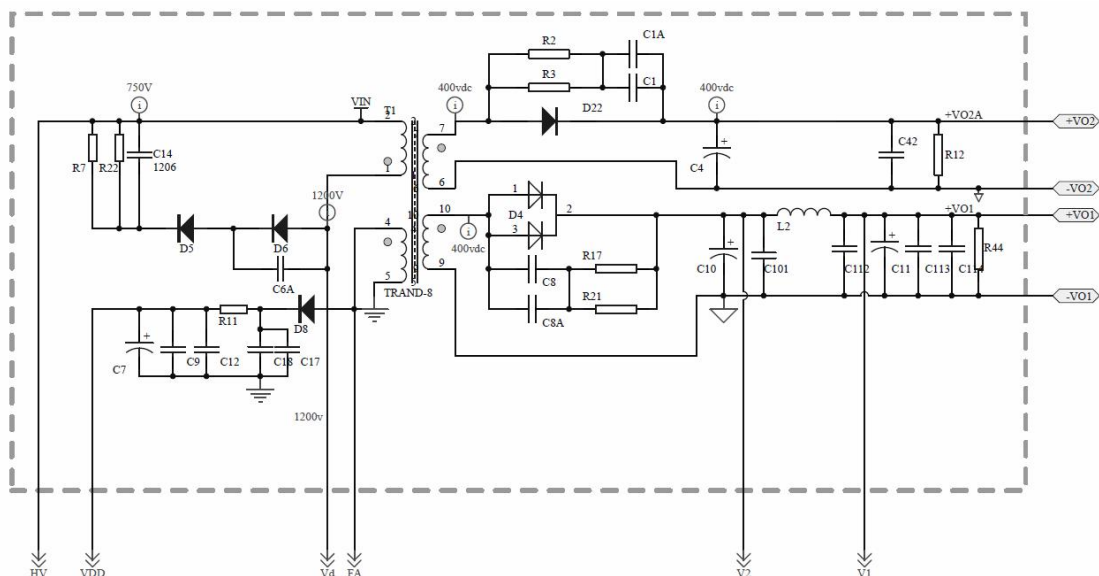 R2
C1A
R3
C1
750V
i
VIN
T1
400vdc
i
D22
400vdc
i
2
7
+VO2A
+VO2
R7
R22
C14
1206
C4
C42
R12
1
6
-VO2
1200V
i
10
1
D4
2
3
+VO1
+VO1
4
400vdc
i
L2
R44
D5
D6
C6A
5
9
C8
R17
C10
C101
C112
C11
C113
C114
TRAND-8
C8A
R21
-VO1
R11
D8
C7
C9
C12
C18
C17
1200v
HV
VDD
Vd
FA
V2
V1